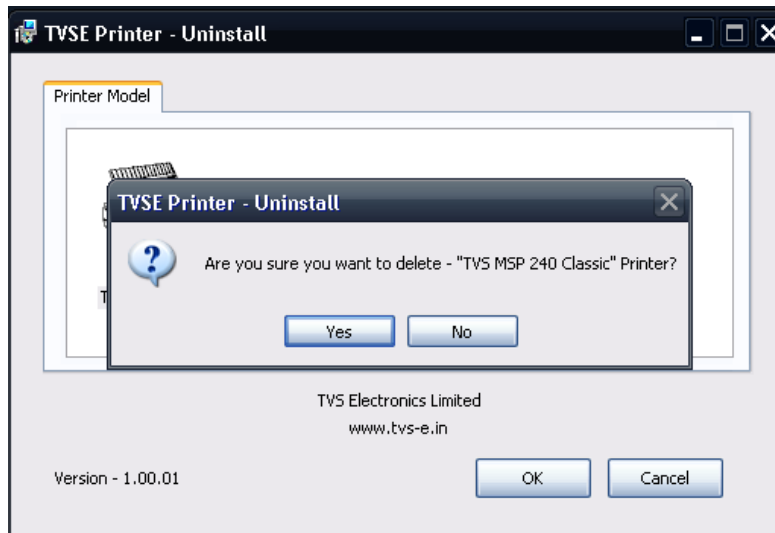 TVSE Printer - Uninstall
Printer Model
TVSE Printer - Uninstall
Are you sure you want to delete - "TVS MSP 240 Classic" Printer?
Yes No
TVS Electronics Limited
www.tvs-e.in
Version - 1.00.01
OK Cancel